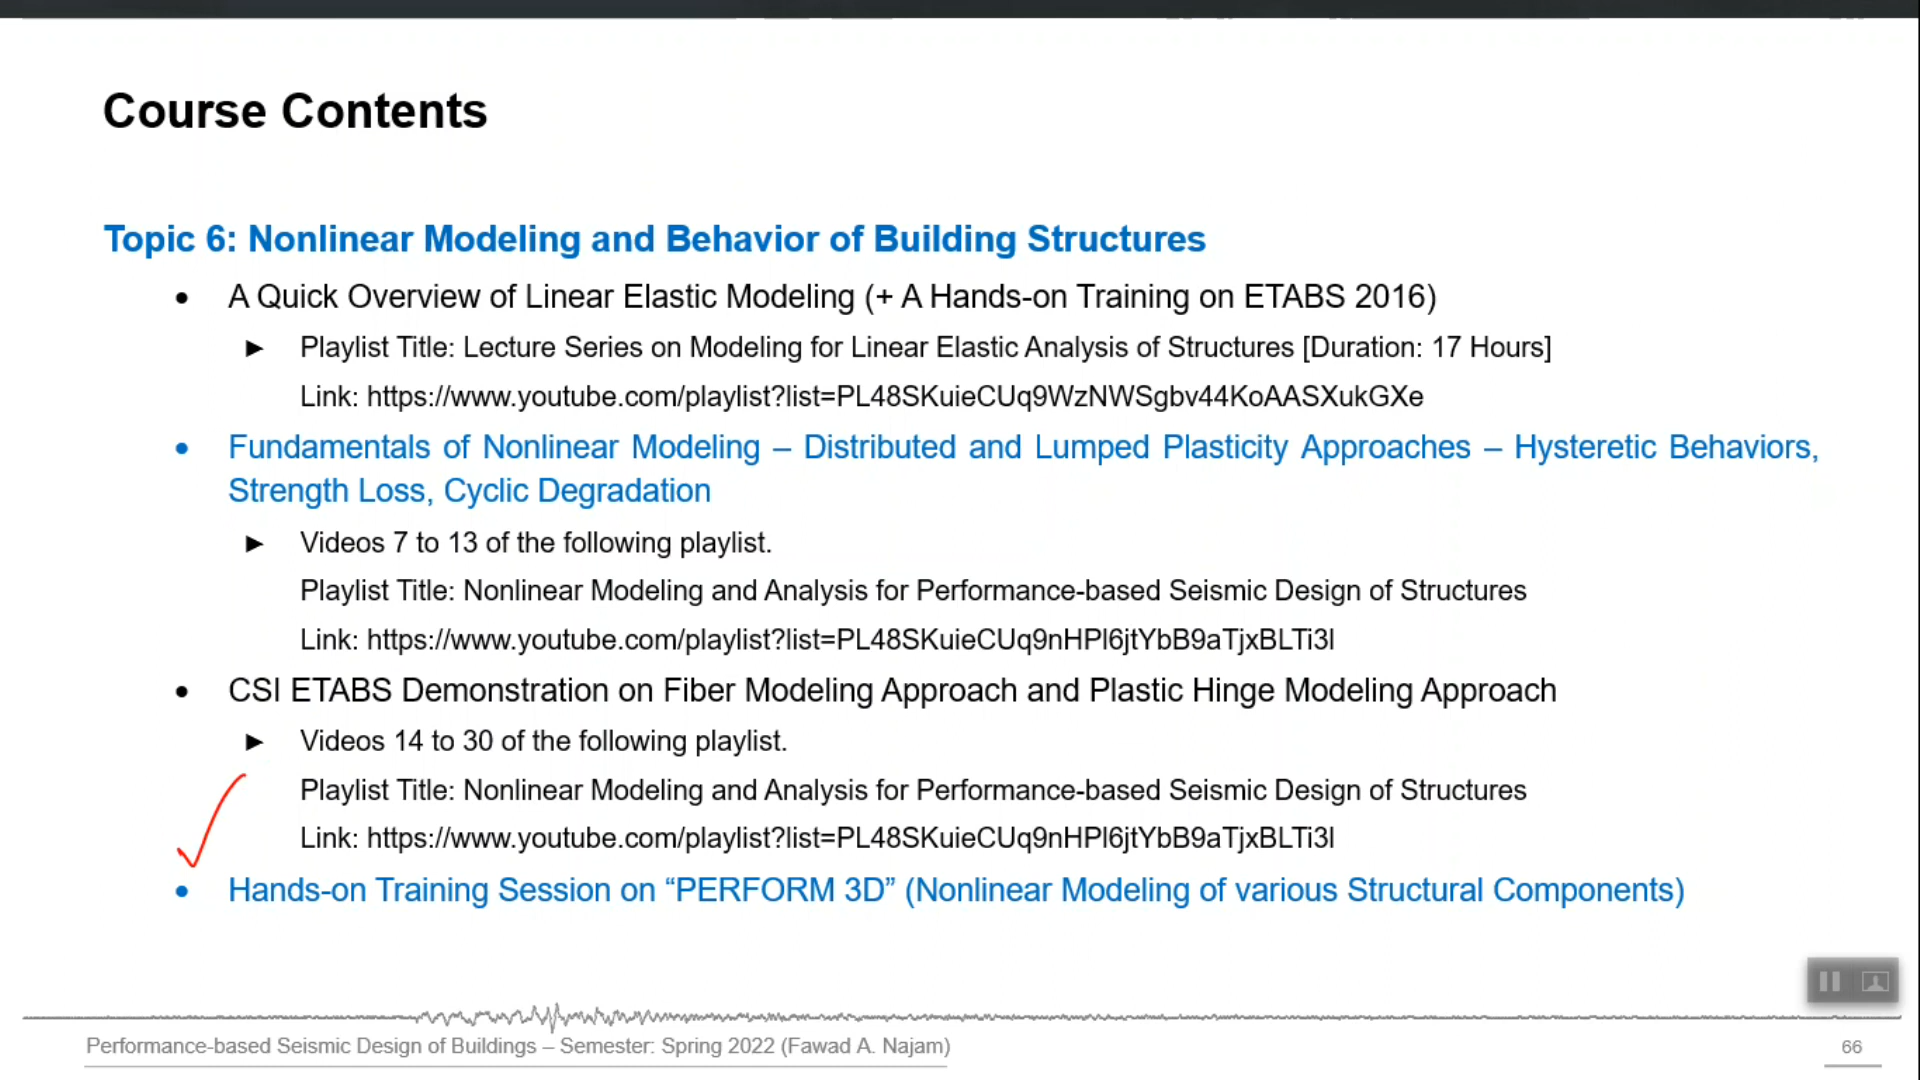 Course Contents
Topic 6: Nonlinear Modeling and Behavior of Building Structures
• A Quick Overview of Linear Elastic Modeling (+ A Hands-on Training on ETABS 2016)
► Playlist Title: Lecture Series on Modeling for Linear Elastic Analysis of Structures [Duration: 17 Hours]
Link: https://www.youtube.com/playlist?list=PL48SKuieCUq9WzNWSgbv44KoAASXukGXe
• Fundamentals of Nonlinear Modeling – Distributed and Lumped Plasticity Approaches – Hysteretic Behaviors,
Strength Loss, Cyclic Degradation
► Videos 7 to 13 of the following playlist.
Playlist Title: Nonlinear Modeling and Analysis for Performance-based Seismic Design of Structures
Link: https://www.youtube.com/playlist?list=PL48SKuieCUq9nHPl6jtYbB9aTjxBLTi3l
• CSI ETABS Demonstration on Fiber Modeling Approach and Plastic Hinge Modeling Approach
► Videos 14 to 30 of the following playlist.
Playlist Title: Nonlinear Modeling and Analysis for Performance-based Seismic Design of Structures
Link: https://www.youtube.com/playlist?list=PL48SKuieCUq9nHPl6jtYbB9aTjxBLTi3l
• Hands-on Training Session on “PERFORM 3D” (Nonlinear Modeling of various Structural Components)
Performance-based Seismic Design of Buildings – Semester: Spring 2022 (Fawad A. Najam)
66